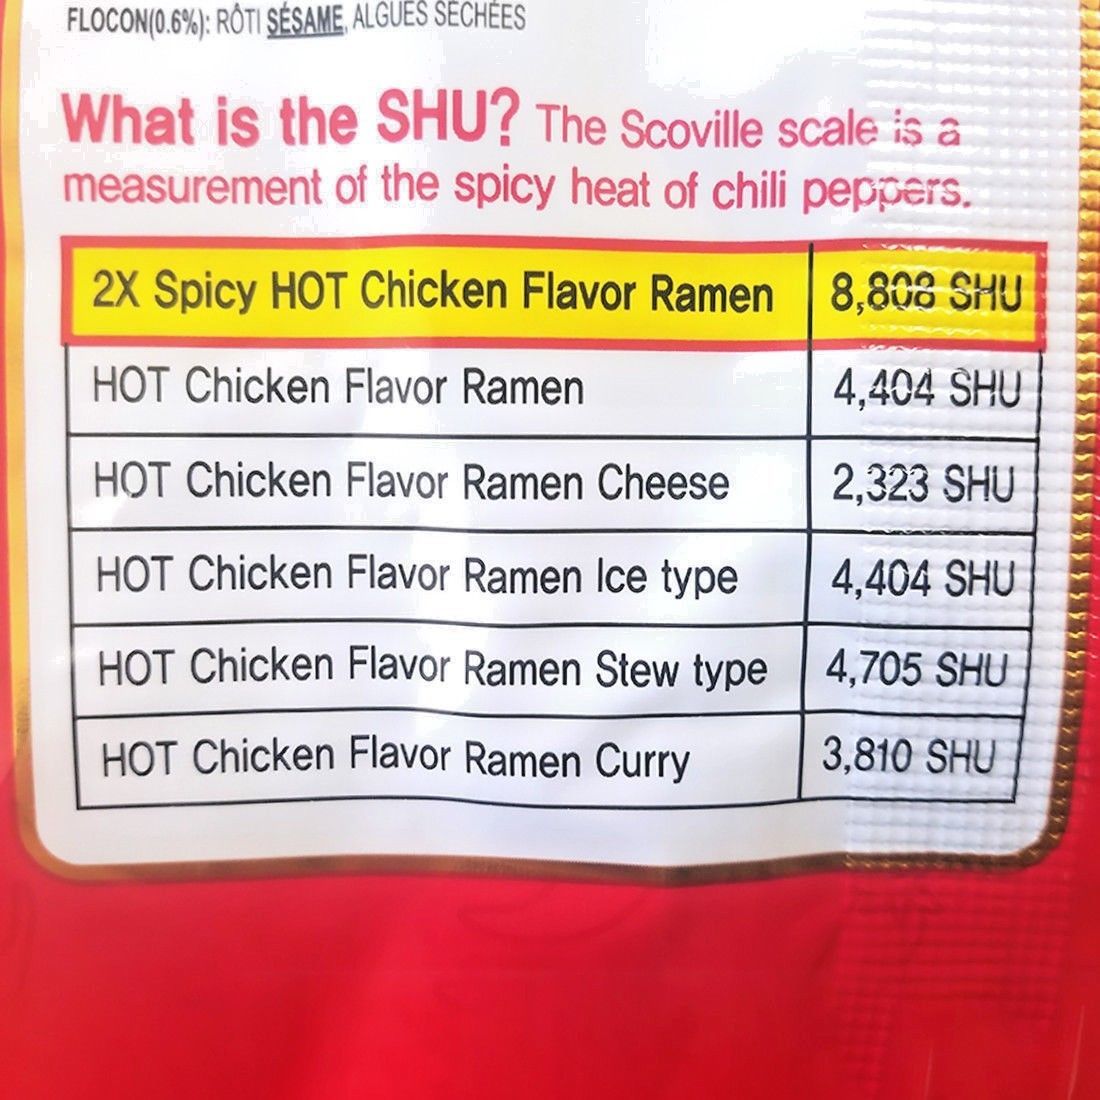 FLOCON(0.6%): RÔTI SÉSAME, ALGUES SÉCHÉES
What is the SHU? The Scoville scale is a
measurement of the spicy heat of chili peppers.
2X Spicy HOT Chicken Flavor Ramen 8,808 SHU
HOT Chicken Flavor Ramen 4,404 SHU
HOT Chicken Flavor Ramen Cheese 2,323 SHU
HOT Chicken Flavor Ramen Ice type 4,404 SHU
HOT Chicken Flavor Ramen Stew type 4,705 SHU
HOT Chicken Flavor Ramen Curry 3,810 SHU